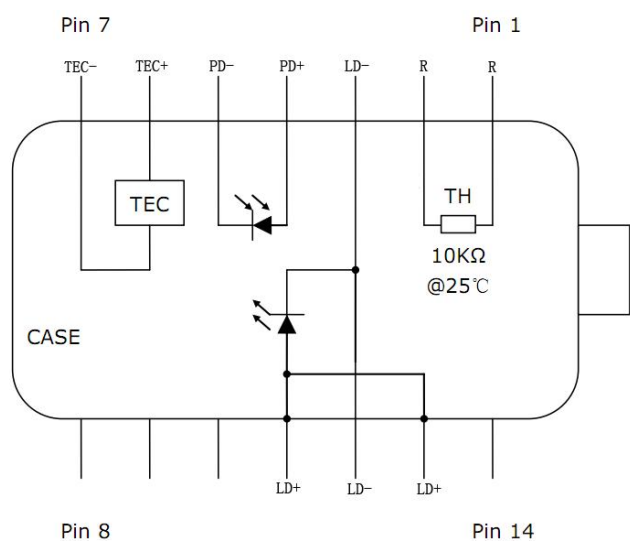 Pin 7 Pin 1
TEC- TEC+ PD- PD+ LD- R R
TEC
TH
10KΩ
@25℃
CASE
LD+ LD- LD+
Pin 8 Pin 14